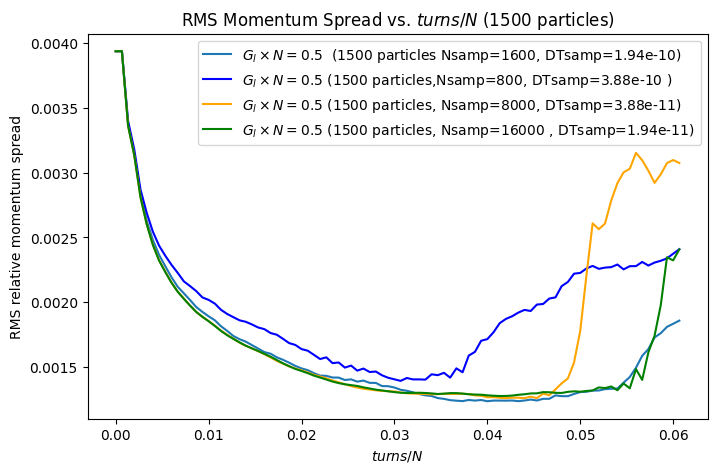 RMS Momentum Spread vs. turns/N (1500 particles)
G_l × N = 0.5  (1500 particles Nsamp=1600, DTsamp=1.94e-10)
G_l × N = 0.5 (1500 particles,Nsamp=800, DTsamp=3.88e-10 )
G_l × N = 0.5 (1500 particles, Nsamp=8000, DTsamp=3.88e-11)
G_l × N = 0.5 (1500 particles, Nsamp=16000 , DTsamp=1.94e-11)
RMS relative momentum spread
0.0040
0.0035
0.0030
0.0025
0.0020
0.0015
0.00 0.01 0.02 0.03 0.04 0.05 0.06
turns/N